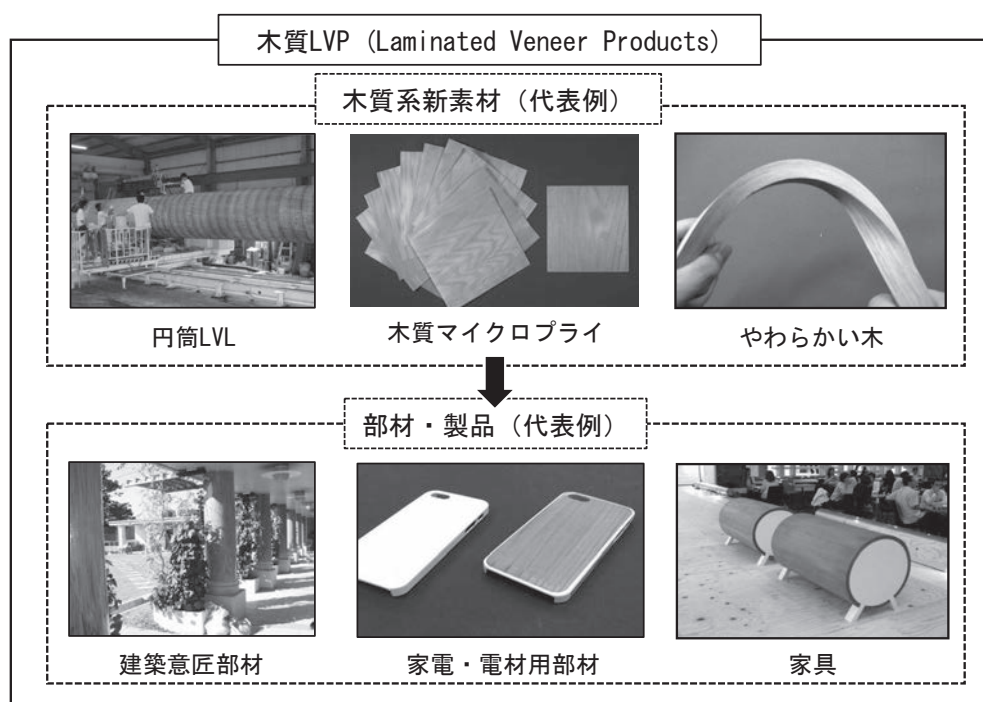 木質LVP (Laminated Veneer Products)
木質系新素材（代表例）
円筒LVL
木質マイクロプライ
やわらかい木
部材・製品（代表例）
建築意匠部材
家電・電材用部材
家具